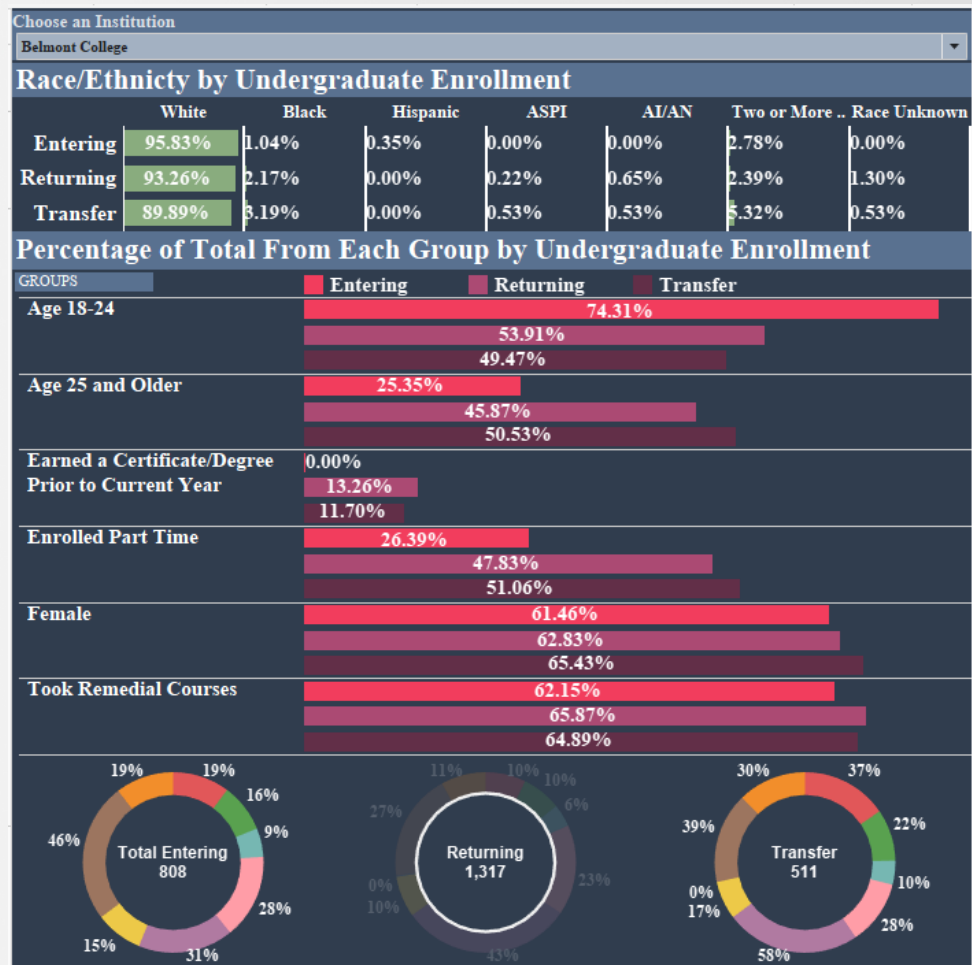 Choose an Institution
Belmont College
Race/Ethnicty by Undergraduate Enrollment
White Black Hispanic ASPI AI/AN Two or More .. Race Unknown
Entering 95.83% 1.04% 0.35% 0.00% 0.00% 2.78% 0.00%
Returning 93.26% 2.17% 0.00% 0.22% 0.65% 2.39% 1.30%
Transfer 89.89% 3.19% 0.00% 0.53% 0.53% 5.32% 0.53%
Percentage of Total From Each Group by Undergraduate Enrollment
GROUPS Entering Returning Transfer
Age 18-24 74.31%
53.91%
49.47%
Age 25 and Older 25.35%
45.87%
50.53%
Earned a Certificate/Degree 0.00%
Prior to Current Year 13.26%
11.70%
Enrolled Part Time 26.39%
47.83%
51.06%
Female 61.46%
62.83%
65.43%
Took Remedial Courses 62.15%
65.87%
64.89%
19% 19%
16%
9%
28%
31%
15%
46%
Total Entering
808
11% 10%
10%
6%
23%
43%
10%
0%
27%
Returning
1,317
30% 37%
22%
10%
28%
58%
17%
0%
39%
Transfer
511